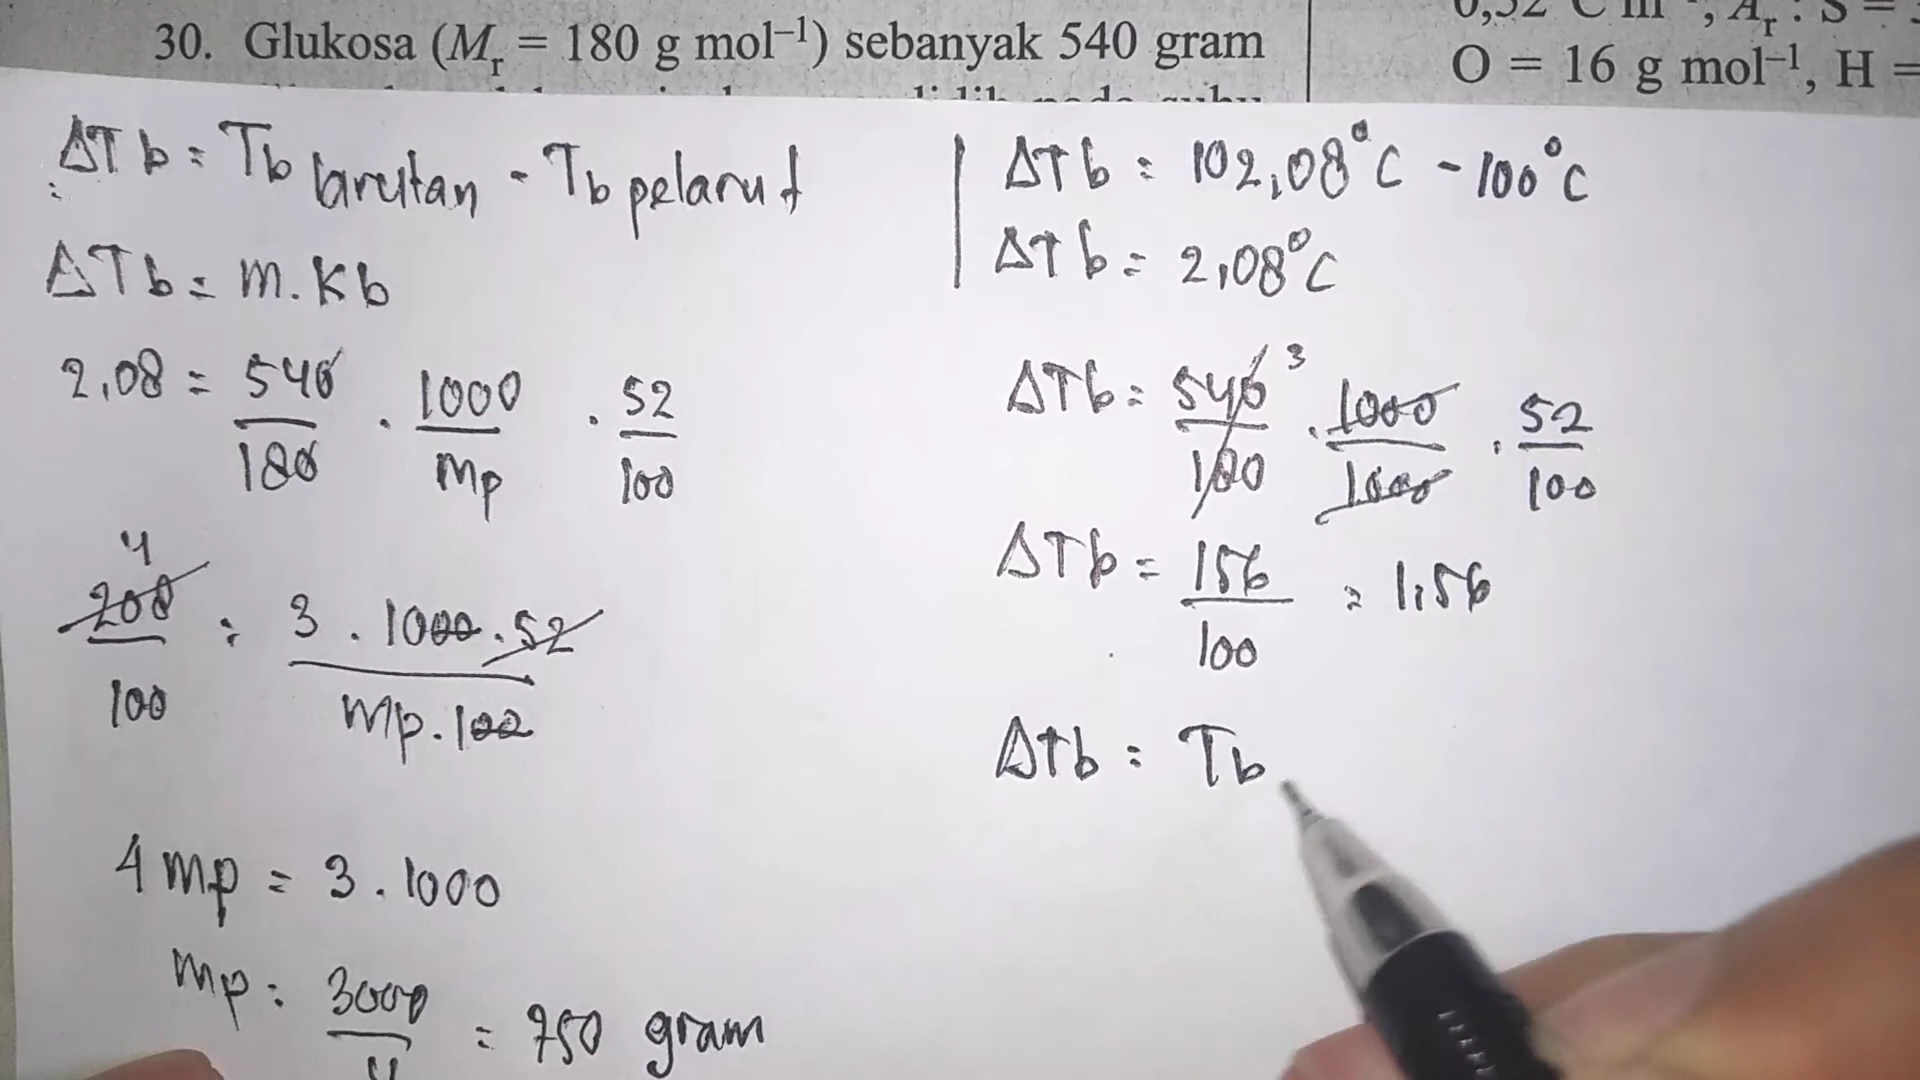 30. Glukosa (Mr = 180 g mol⁻¹) sebanyak 540 gram
O = 16 g mol⁻¹, H =
ΔTb = Tb larutan - Tb pelarut
ΔTb = m.Kb
2,08 = 540/180 . 1000/mp . 52/100
4
208/100 = 3 . 1000 . 52/mp . 100
4 mp = 3 . 1000
mp = 3000/4 = 750 gram
ΔTb = 102,08°C - 100°C
ΔTb = 2,08°C
ΔTb = 540/180 3 . 1000/1000 . 52/100
ΔTb = 156/100 = 1,56
ΔTb = Tb